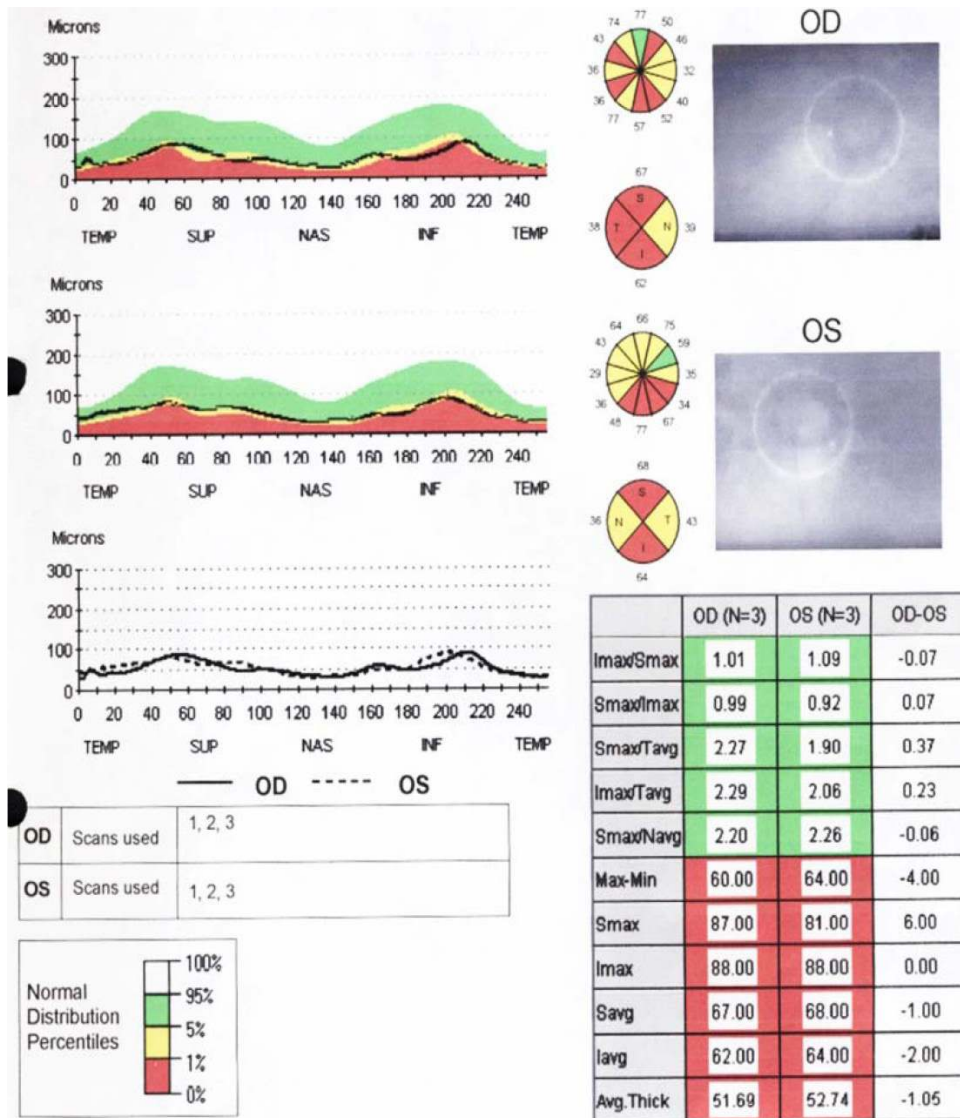 Microns
300
200
100
0
0 20 40 60 80 100 120 140 160 180 200 220 240
TEMP SUP NAS INF TEMP
Microns
300
200
100
0
0 20 40 60 80 100 120 140 160 180 200 220 240
TEMP SUP NAS INF TEMP
Microns
300
200
100
0
0 20 40 60 80 100 120 140 160 180 200 220 240
TEMP SUP NAS INF TEMP
OD OS
OD Scans used 1, 2, 3
OS Scans used 1, 2, 3
Normal
Distribution
Percentiles
100%
95%
5%
1%
0%
OD
77
74 50
43 46
36 32
36 40
77 52
57
67
S
38 T N 39
I
62
OS
66
64 75
43 59
29 35
36 34
48 67
77
68
S
36 N T 43
I
64
OD (N=3) OS (N=3) OD-OS
Imax/Smax 1.01 1.09 -0.07
Smax/Imax 0.99 0.92 0.07
Smax/Tavg 2.27 1.90 0.37
Imax/Tavg 2.29 2.06 0.23
Smax/Navg 2.20 2.26 -0.06
Max-Min 60.00 64.00 -4.00
Smax 87.00 81.00 6.00
Imax 88.00 88.00 0.00
Savg 67.00 68.00 -1.00
Iavg 62.00 64.00 -2.00
Avg.Thick 51.69 52.74 -1.05